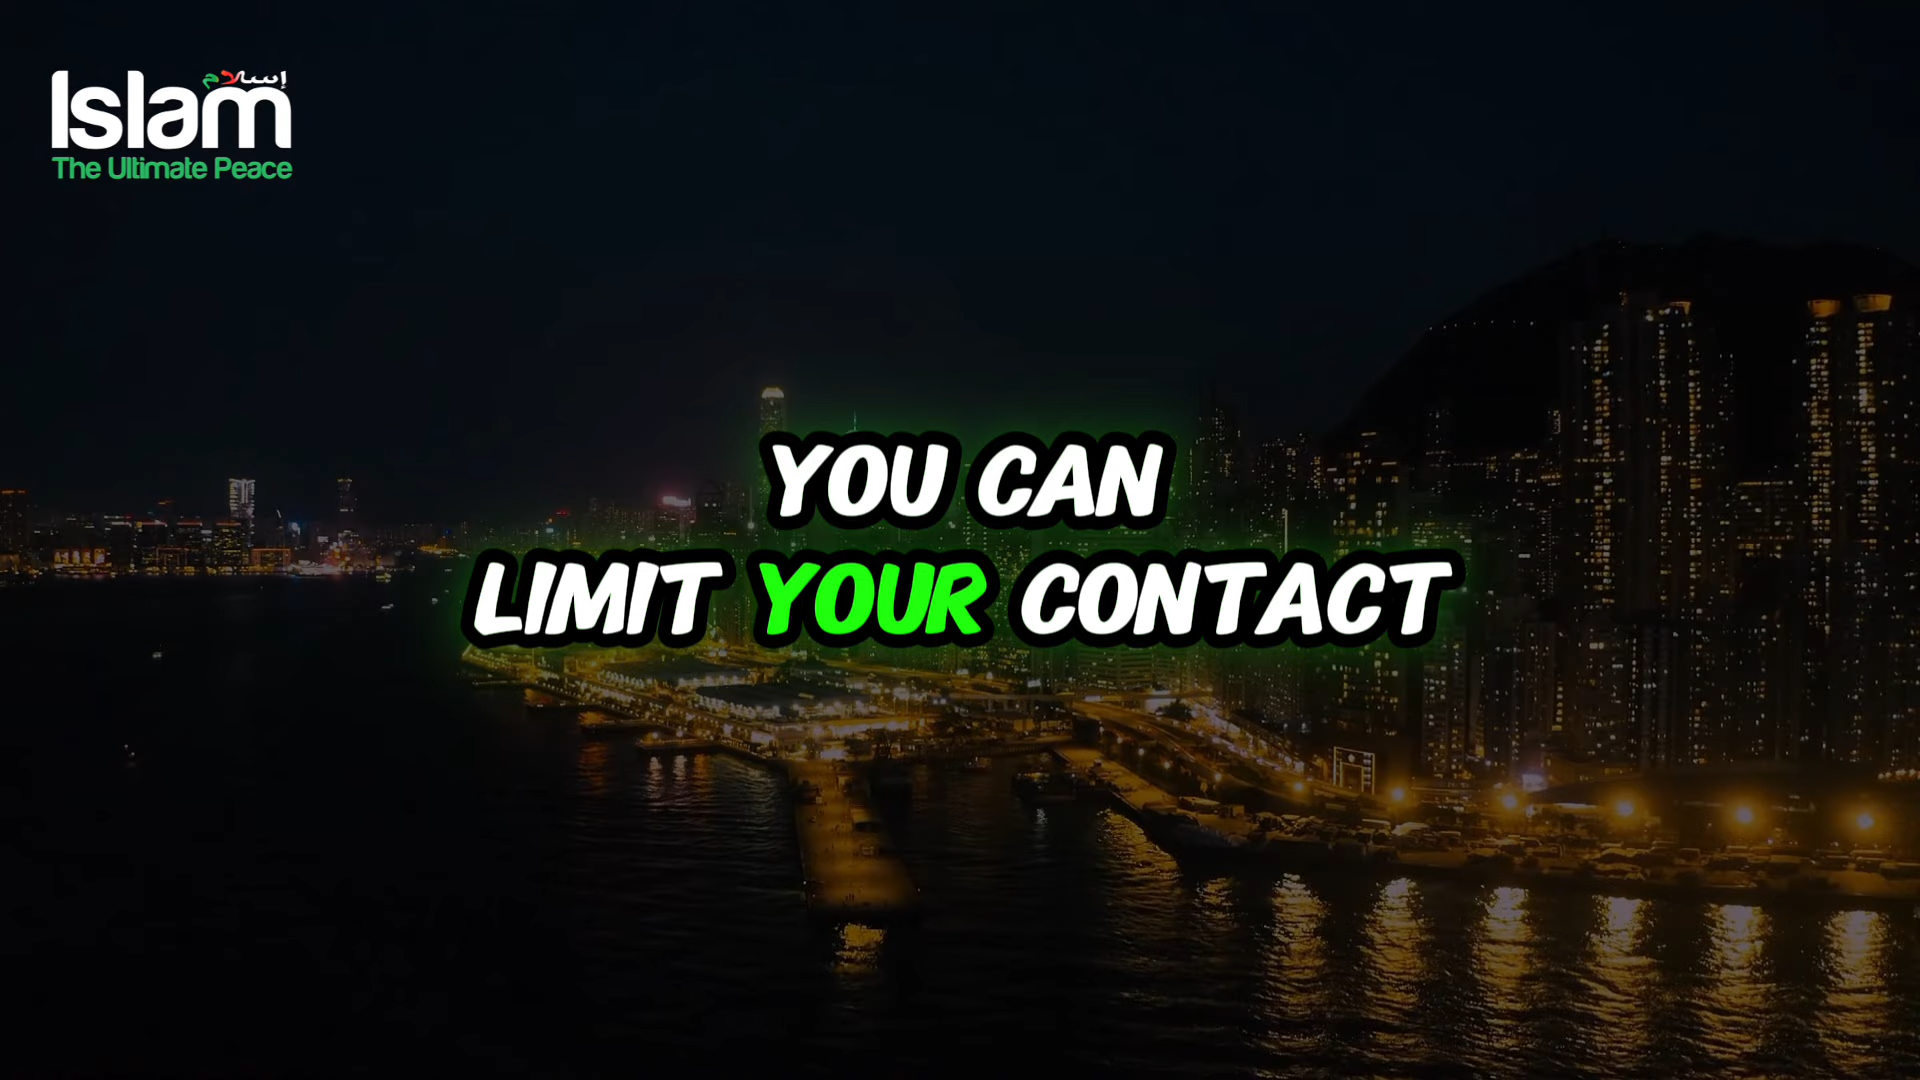 إسلام
Islam
The Ultimate Peace
YOU CAN
LIMIT YOUR CONTACT